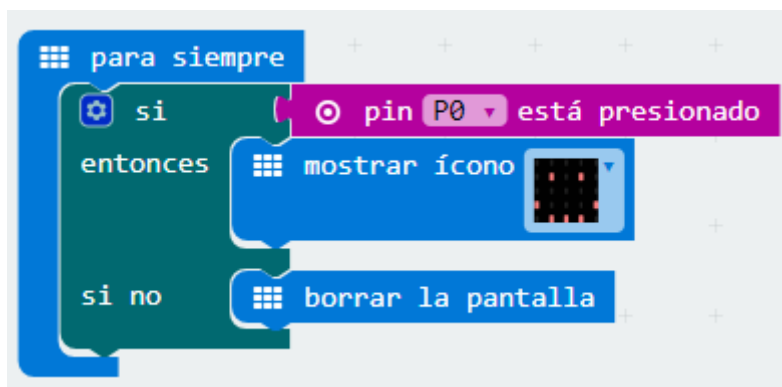 para siempre
si pin P0 está presionado
entonces mostrar ícono
si no borrar la pantalla